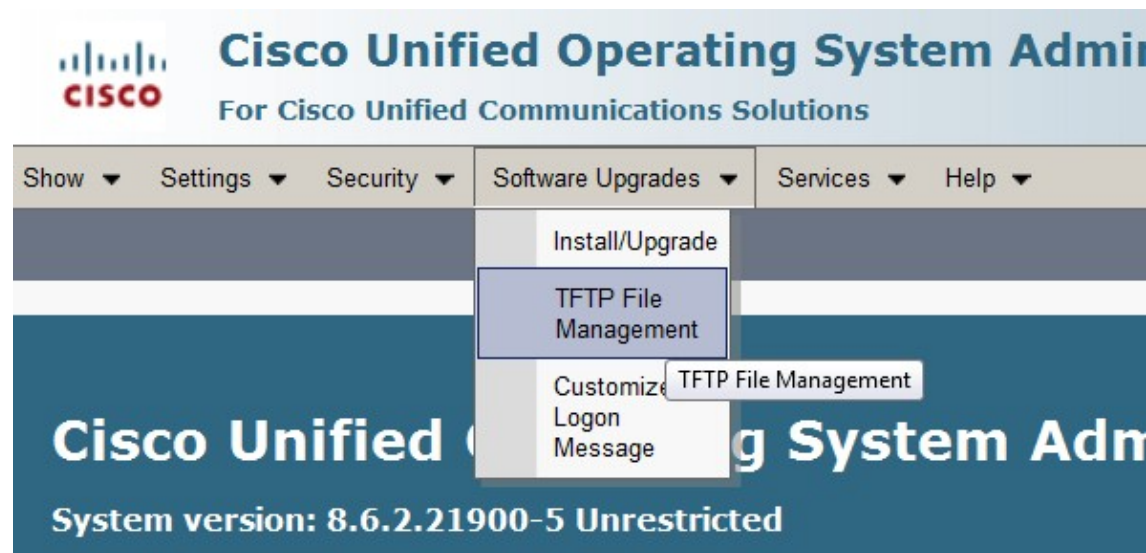 CISCO
Cisco Unified Operating System
For Cisco Unified Communications Solutions
Show Settings Security Software Upgrades Services Help
Install/Upgrade
TFTP File
Management
TFTP File Management
Customize
Logon
Message
Cisco Unified System
System version: 8.6.2.21900-5 Unrestricted